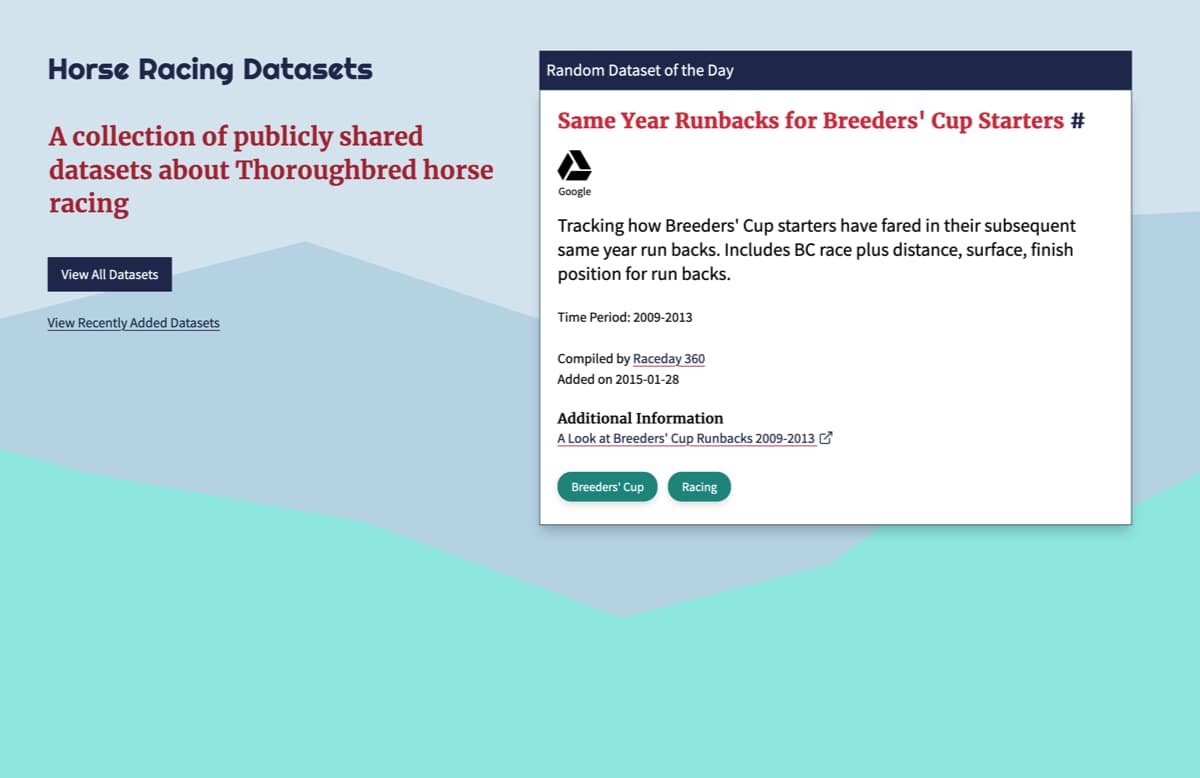 Horse Racing Datasets
A collection of publicly shared
datasets about Thoroughbred horse
racing
View All Datasets
View Recently Added Datasets
Random Dataset of the Day
Same Year Runbacks for Breeders' Cup Starters #
Google
Tracking how Breeders' Cup starters have fared in their subsequent
same year run backs. Includes BC race plus distance, surface, finish
position for run backs.
Time Period: 2009-2013
Compiled by Raceday 360
Added on 2015-01-28
Additional Information
A Look at Breeders' Cup Runbacks 2009-2013
Breeders' Cup
Racing